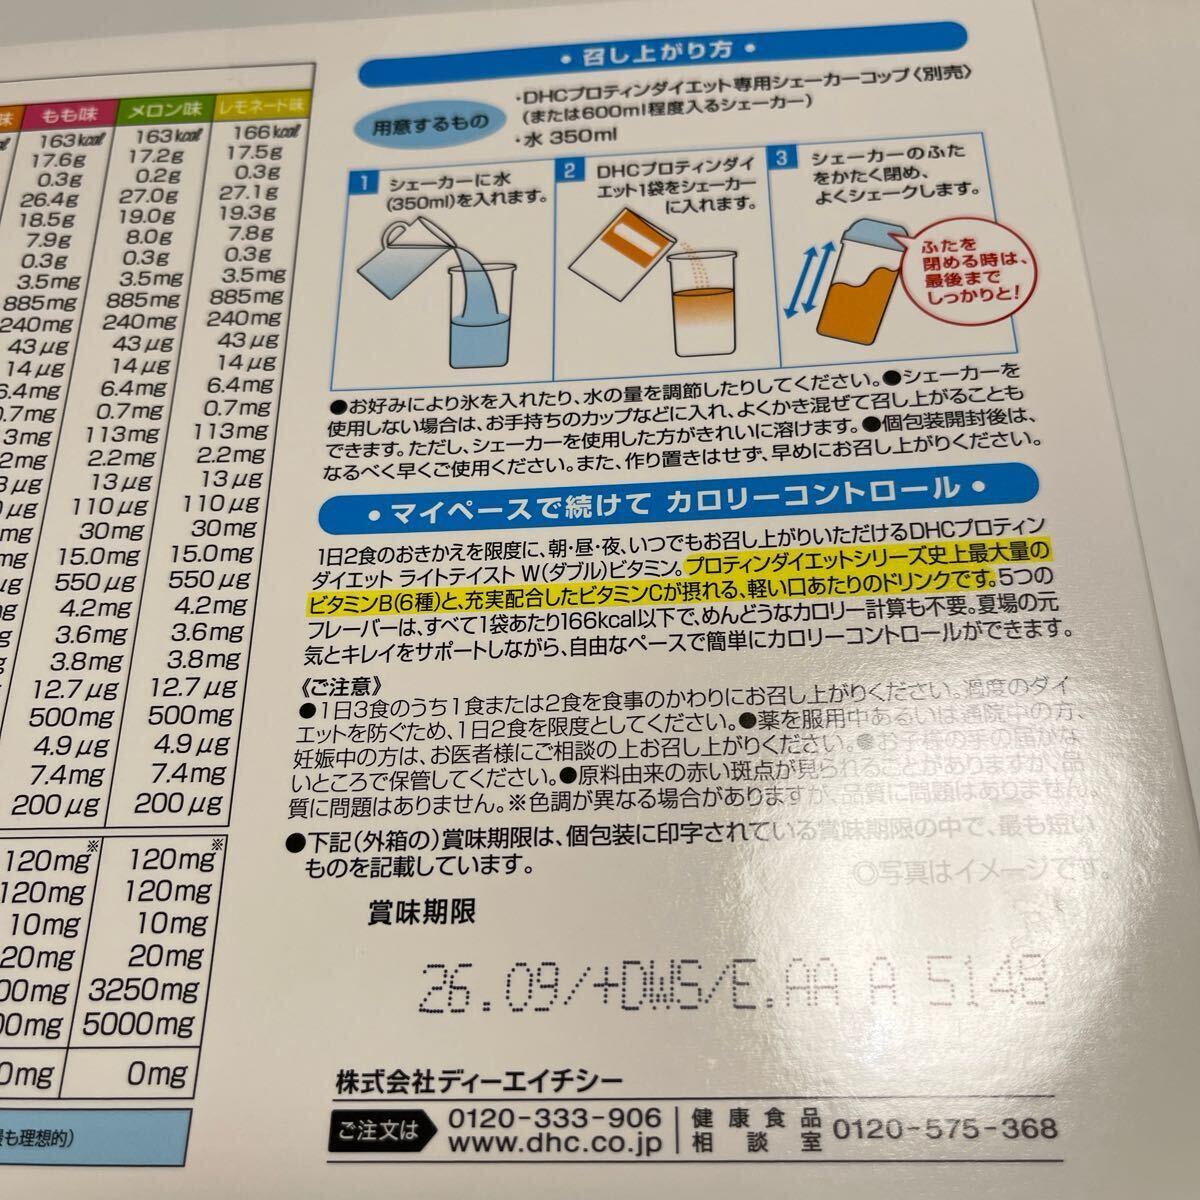 味 もも味 メロン味 レモネード味
163kcal 163kcal 166kcal
17.6g 17.2g 17.5g
0.3g 0.2g 0.3g
26.4g 27.0g 27.1g
18.5g 19.0g 19.3g
7.9g 8.0g 7.8g
0.3g 0.3g 0.3g
3.5mg 3.5mg 3.5mg
885mg 885mg 885mg
240mg 240mg 240mg
43μg 43μg 43μg
14μg 14μg 14μg
6.4mg 6.4mg 6.4mg
0.7mg 0.7mg 0.7mg
3mg 113mg 113mg
2mg 2.2mg 2.2mg
μg 13μg 13μg
μg 110μg 110μg
mg 30mg 30mg
15.0mg 15.0mg
550μg 550μg
4.2mg 4.2mg
3.6mg 3.6mg
3.8mg 3.8mg
12.7μg 12.7μg
500mg 500mg
4.9μg 4.9μg
7.4mg 7.4mg
200μg 200μg
120mg※ 120mg※
120mg 120mg
10mg 10mg
20mg 20mg
00mg 3250mg
00mg 5000mg
0mg 0mg
も理想的）
・召し上がり方・
用意するもの
・DHCプロティンダイエット専用シェーカーコップ〈別売〉
（または600ml程度入るシェーカー）
・水 350ml
1 シェーカーに水
(350ml)を入れます。
2 DHCプロティンダイ
エット1袋をシェーカー
に入れます。
3 シェーカーのふた
をかたく閉め、
よくシェークします。
ふたを
閉める時は、
最後まで
しっかりと!
●お好みにより氷を入れたり、水の量を調節したりしてください。●シェーカーを
使用しない場合は、お手持ちのカップなどに入れ、よくかき混ぜて召し上がることも
できます。ただし、シェーカーを使用した方がきれいに溶けます。●個包装開封後は、
なるべく早くご使用ください。また、作り置きはせず、早めにお召し上がりください。
・マイペースで続けて カロリーコントロール・
1日2食のおきかえを限度に、朝・昼・夜、いつでもお召し上がりいただけるDHCプロティン
ダイエット ライトテイスト W(ダブル)ビタミン。プロティンダイエットシリーズ史上最大量の
ビタミンB(6種)と、充実配合したビタミンCが摂れる、軽い口あたりのドリンクです。5つの
フレーバーは、すべて1袋あたり166kcal以下で、めんどうなカロリー計算も不要。夏場の元
気とキレイをサポートしながら、自由なペースで簡単にカロリーコントロールができます。
《ご注意》
●1日3食のうち1食または2食を食事のかわりにお召し上がりください。過度のダイ
エットを防ぐため、1日2食を限度としてください。●薬を服用中あるいは通院中の方、
妊娠中の方は、お医者様にご相談の上お召し上がりください。●お子様の手の届かな
いところで保管してください。●原料由来の赤い斑点が見られることがありますが、品
質に問題はありません。※色調が異なる場合がありますが、品質に問題はありません。
●下記(外箱の)賞味期限は、個包装に印字されている賞味期限の中で、最も短い
ものを記載しています。
◎写真はイメージです。
賞味期限
26.09/+DWS/E.AA A 5148
株式会社ディーエイチシー
ご注文は 0120-333-906
www.dhc.co.jp
健康食品
相談室 0120-575-368